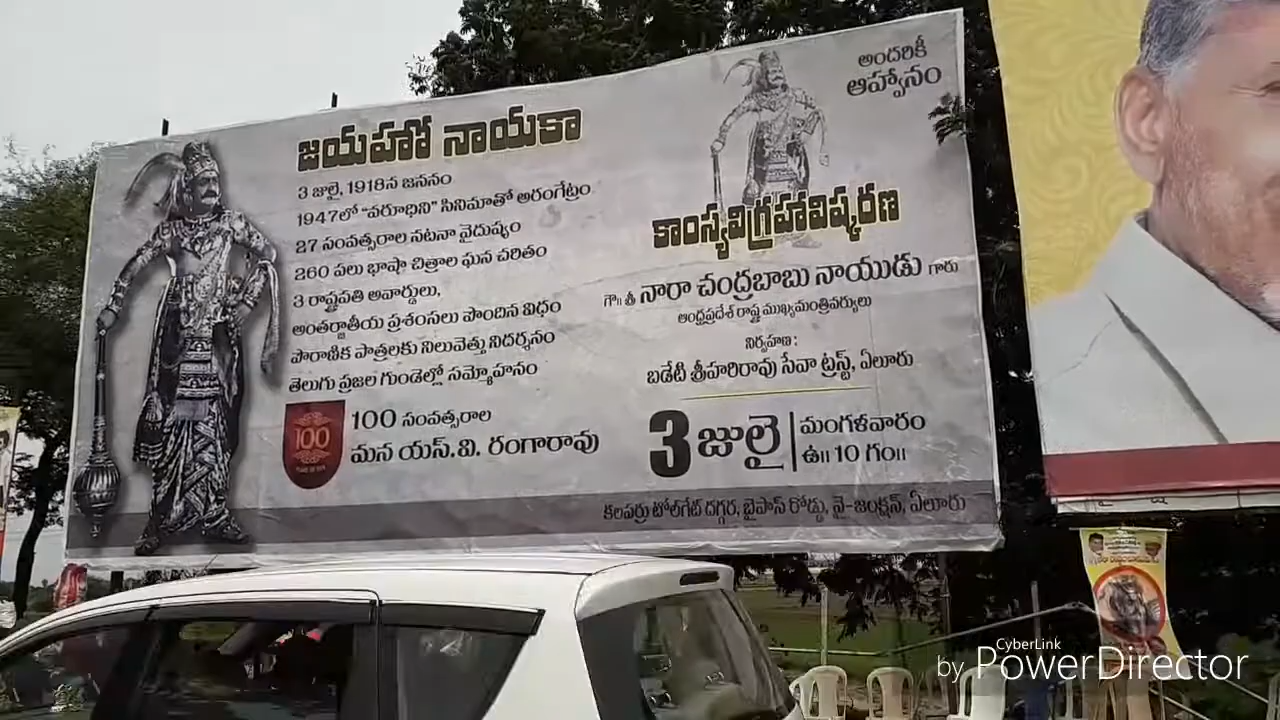 జయహో నాయకా
3 జులై, 1918న జననం
1947లో "వరూధిని" సినిమాతో అరంగేట్రం
27 సంవత్సరాల నటనా వైదుష్యం
260 పలు భాషా చిత్రాల ఘన చరితం
3 రాష్ట్రపతి అవార్డులు,
అంతర్జాతీయ ప్రశంసలు పొందిన విధం
పౌరాణిక పాత్రలకు నిలువెత్తు నిదర్శనం
తెలుగు ప్రజల గుండెల్లో సమ్మోహనం
100
100 సంవత్సరాల
మన యస్.వి. రంగారావు
అందరికీ
ఆహ్వానం
కాంస్యవిగ్రహావిష్కరణ
గౌ॥ శ్రీ నారా చంద్రబాబు నాయుడు గారు
ఆంధ్రప్రదేశ్ రాష్ట్ర ముఖ్యమంత్రివర్యులు
నిర్వహణ:
బడేటి శ్రీహరిరావు సేవా ట్రస్ట్, ఏలూరు
3 జులై
మంగళవారం
ఉ॥ 10 గం॥
కలపర్రు టోల్‌గేట్ దగ్గర, బైపాస్ రోడ్డు, వై-జంక్షన్, ఏలూరు
CyberLink
by PowerDirector